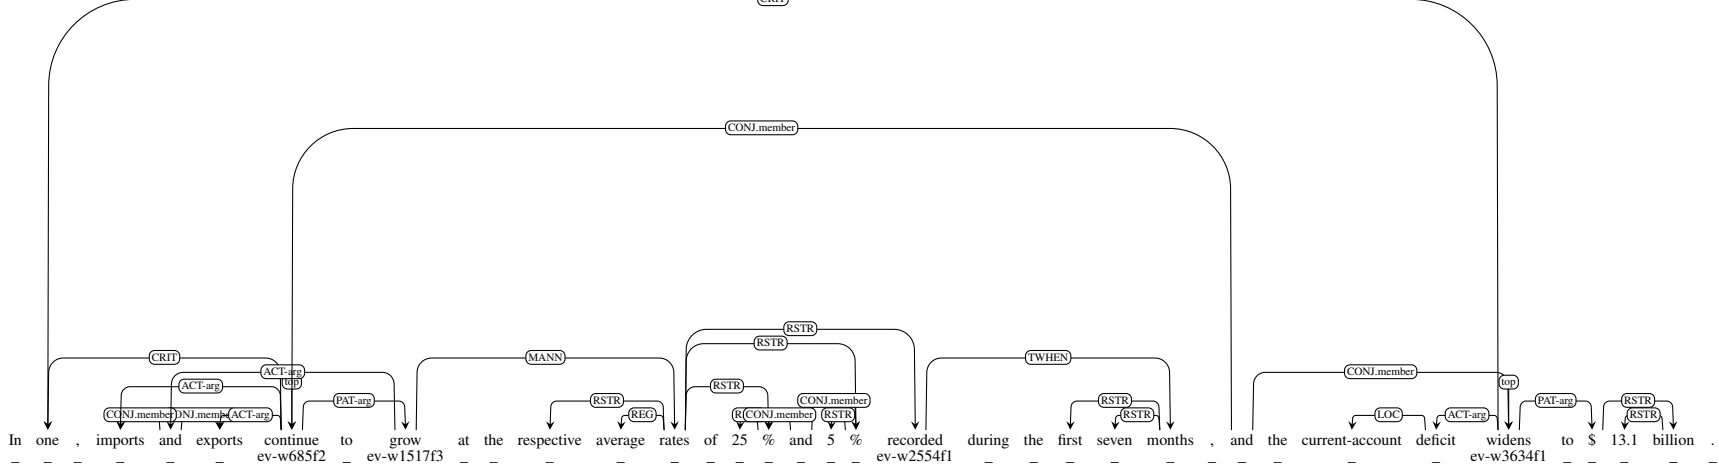 CRIT
CONJ.member
RSTR
RSTR
CRIT MANN TWHEN
ACT-arg CONJ.member
top top
ACT-arg RSTR
PAT-arg RSTR CONJ.member RSTR PAT-arg RSTR
CONJ.member ACT-arg REG CONJ.member RSTR RSTR LOC ACT-arg RSTR
In one , imports and exports continue to grow at the respective average rates of 25 % and 5 % recorded during the first seven months , and the current-account deficit widens to $ 13.1 billion .
_ _ _ _ _ _ ev-w685f2 _ ev-w1517f3 _ _ _ _ _ _ _ _ _ _ _ ev-w2554f1 _ _ _ _ _ _ _ _ _ _ ev-w3634f1 _ _ _ _ _